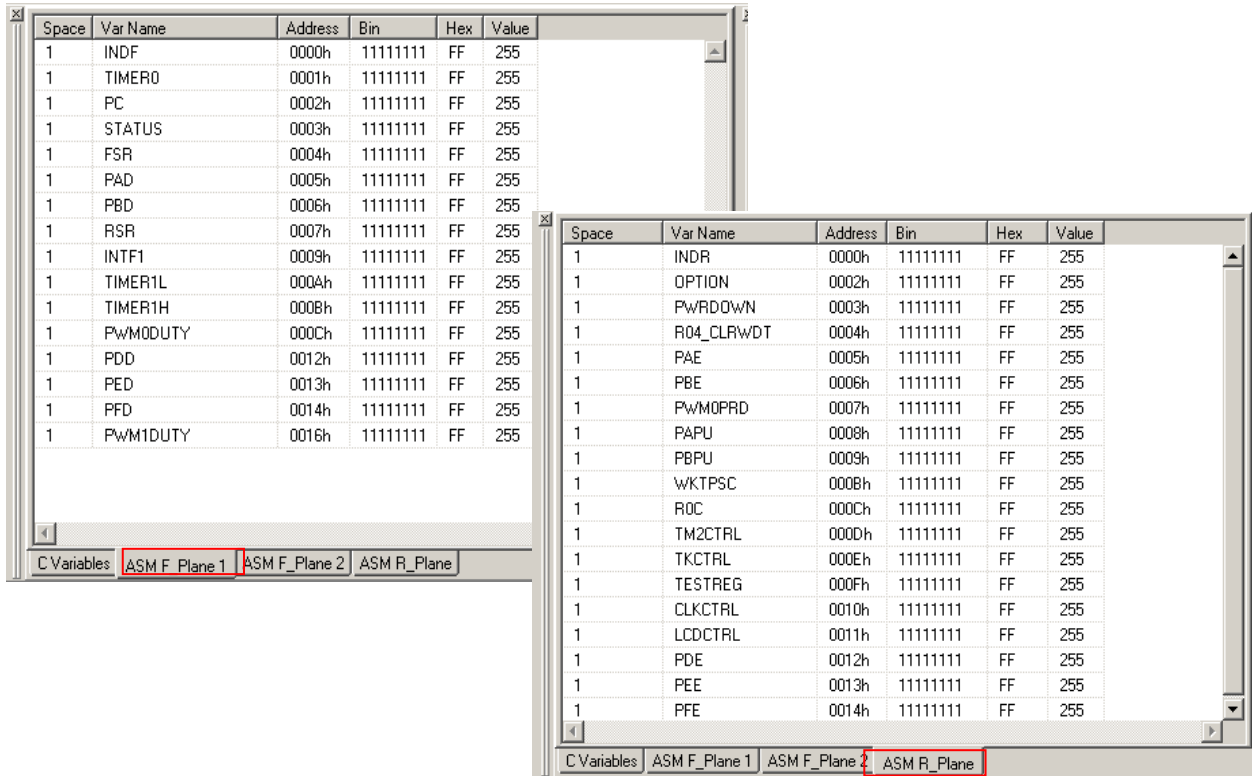 Space Var Name Address Bin Hex Value
1 INDF 0000h 11111111 FF 255
1 TIMER0 0001h 11111111 FF 255
1 PC 0002h 11111111 FF 255
1 STATUS 0003h 11111111 FF 255
1 FSR 0004h 11111111 FF 255
1 PAD 0005h 11111111 FF 255
1 PBD 0006h 11111111 FF 255
1 RSR 0007h 11111111 FF 255
1 INTF1 0009h 11111111 FF 255
1 TIMER1L 000Ah 11111111 FF 255
1 TIMER1H 000Bh 11111111 FF 255
1 PWM0DUTY 000Ch 11111111 FF 255
1 PDD 0012h 11111111 FF 255
1 PED 0013h 11111111 FF 255
1 PFD 0014h 11111111 FF 255
1 PWM1DUTY 0016h 11111111 FF 255
C Variables ASM F_Plane 1 ASM F_Plane 2 ASM R_Plane
Space Var Name Address Bin Hex Value
1 INDR 0000h 11111111 FF 255
1 OPTION 0002h 11111111 FF 255
1 PWRDOWN 0003h 11111111 FF 255
1 R04_CLRWDT 0004h 11111111 FF 255
1 PAE 0005h 11111111 FF 255
1 PBE 0006h 11111111 FF 255
1 PWM0PRD 0007h 11111111 FF 255
1 PAPU 0008h 11111111 FF 255
1 PBPU 0009h 11111111 FF 255
1 WKTPSC 000Bh 11111111 FF 255
1 R0C 000Ch 11111111 FF 255
1 TM2CTRL 000Dh 11111111 FF 255
1 TKCTRL 000Eh 11111111 FF 255
1 TESTREG 000Fh 11111111 FF 255
1 CLKCTRL 0010h 11111111 FF 255
1 LCDCTRL 0011h 11111111 FF 255
1 PDE 0012h 11111111 FF 255
1 PEE 0013h 11111111 FF 255
1 PFE 0014h 11111111 FF 255
C Variables ASM F_Plane 1 ASM F_Plane 2 ASM R_Plane